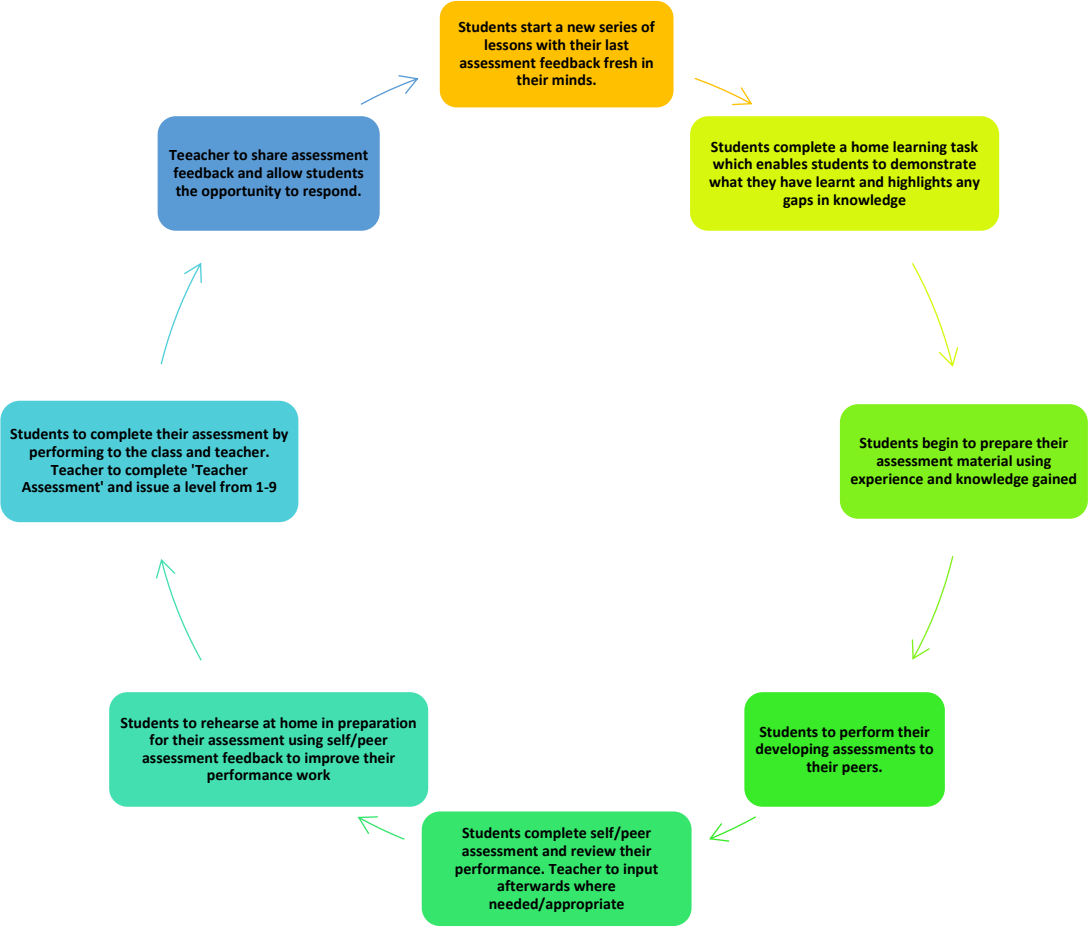 Students start a new series of
lessons with their last
assessment feedback fresh in
their minds.
Students complete a home learning task
which enables students to demonstrate
what they have learnt and highlights any
gaps in knowledge
Students begin to prepare their
assessment material using
experience and knowledge gained
Students to perform their
developing assessments to
their peers.
Students complete self/peer
assessment and review their
performance. Teacher to input
afterwards where
needed/appropriate
Students to rehearse at home in preparation
for their assessment using self/peer
assessment feedback to improve their
performance work
Students to complete their assessment by
performing to the class and teacher.
Teacher to complete 'Teacher
Assessment' and issue a level from 1-9
Teeacher to share assessment
feedback and allow students
the opportunity to respond.